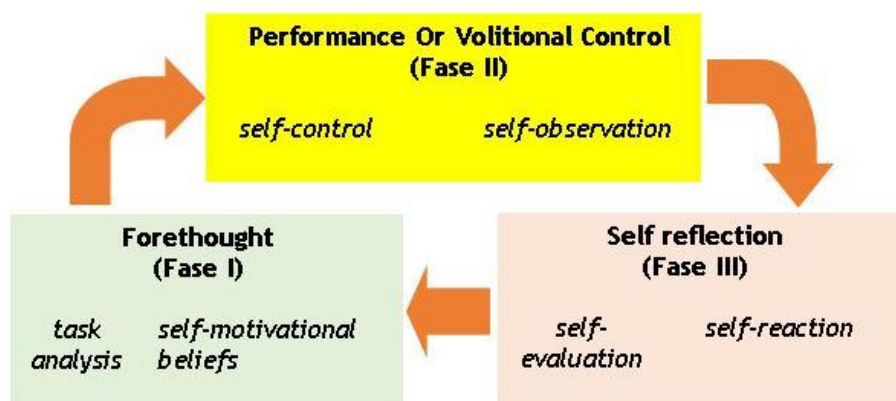 Performance Or Volitional Control
(Fase II)
self-control self-observation
Forethought
(Fase I)
task self-motivational
analysis beliefs
Self reflection
(Fase III)
self- self-reaction
evaluation